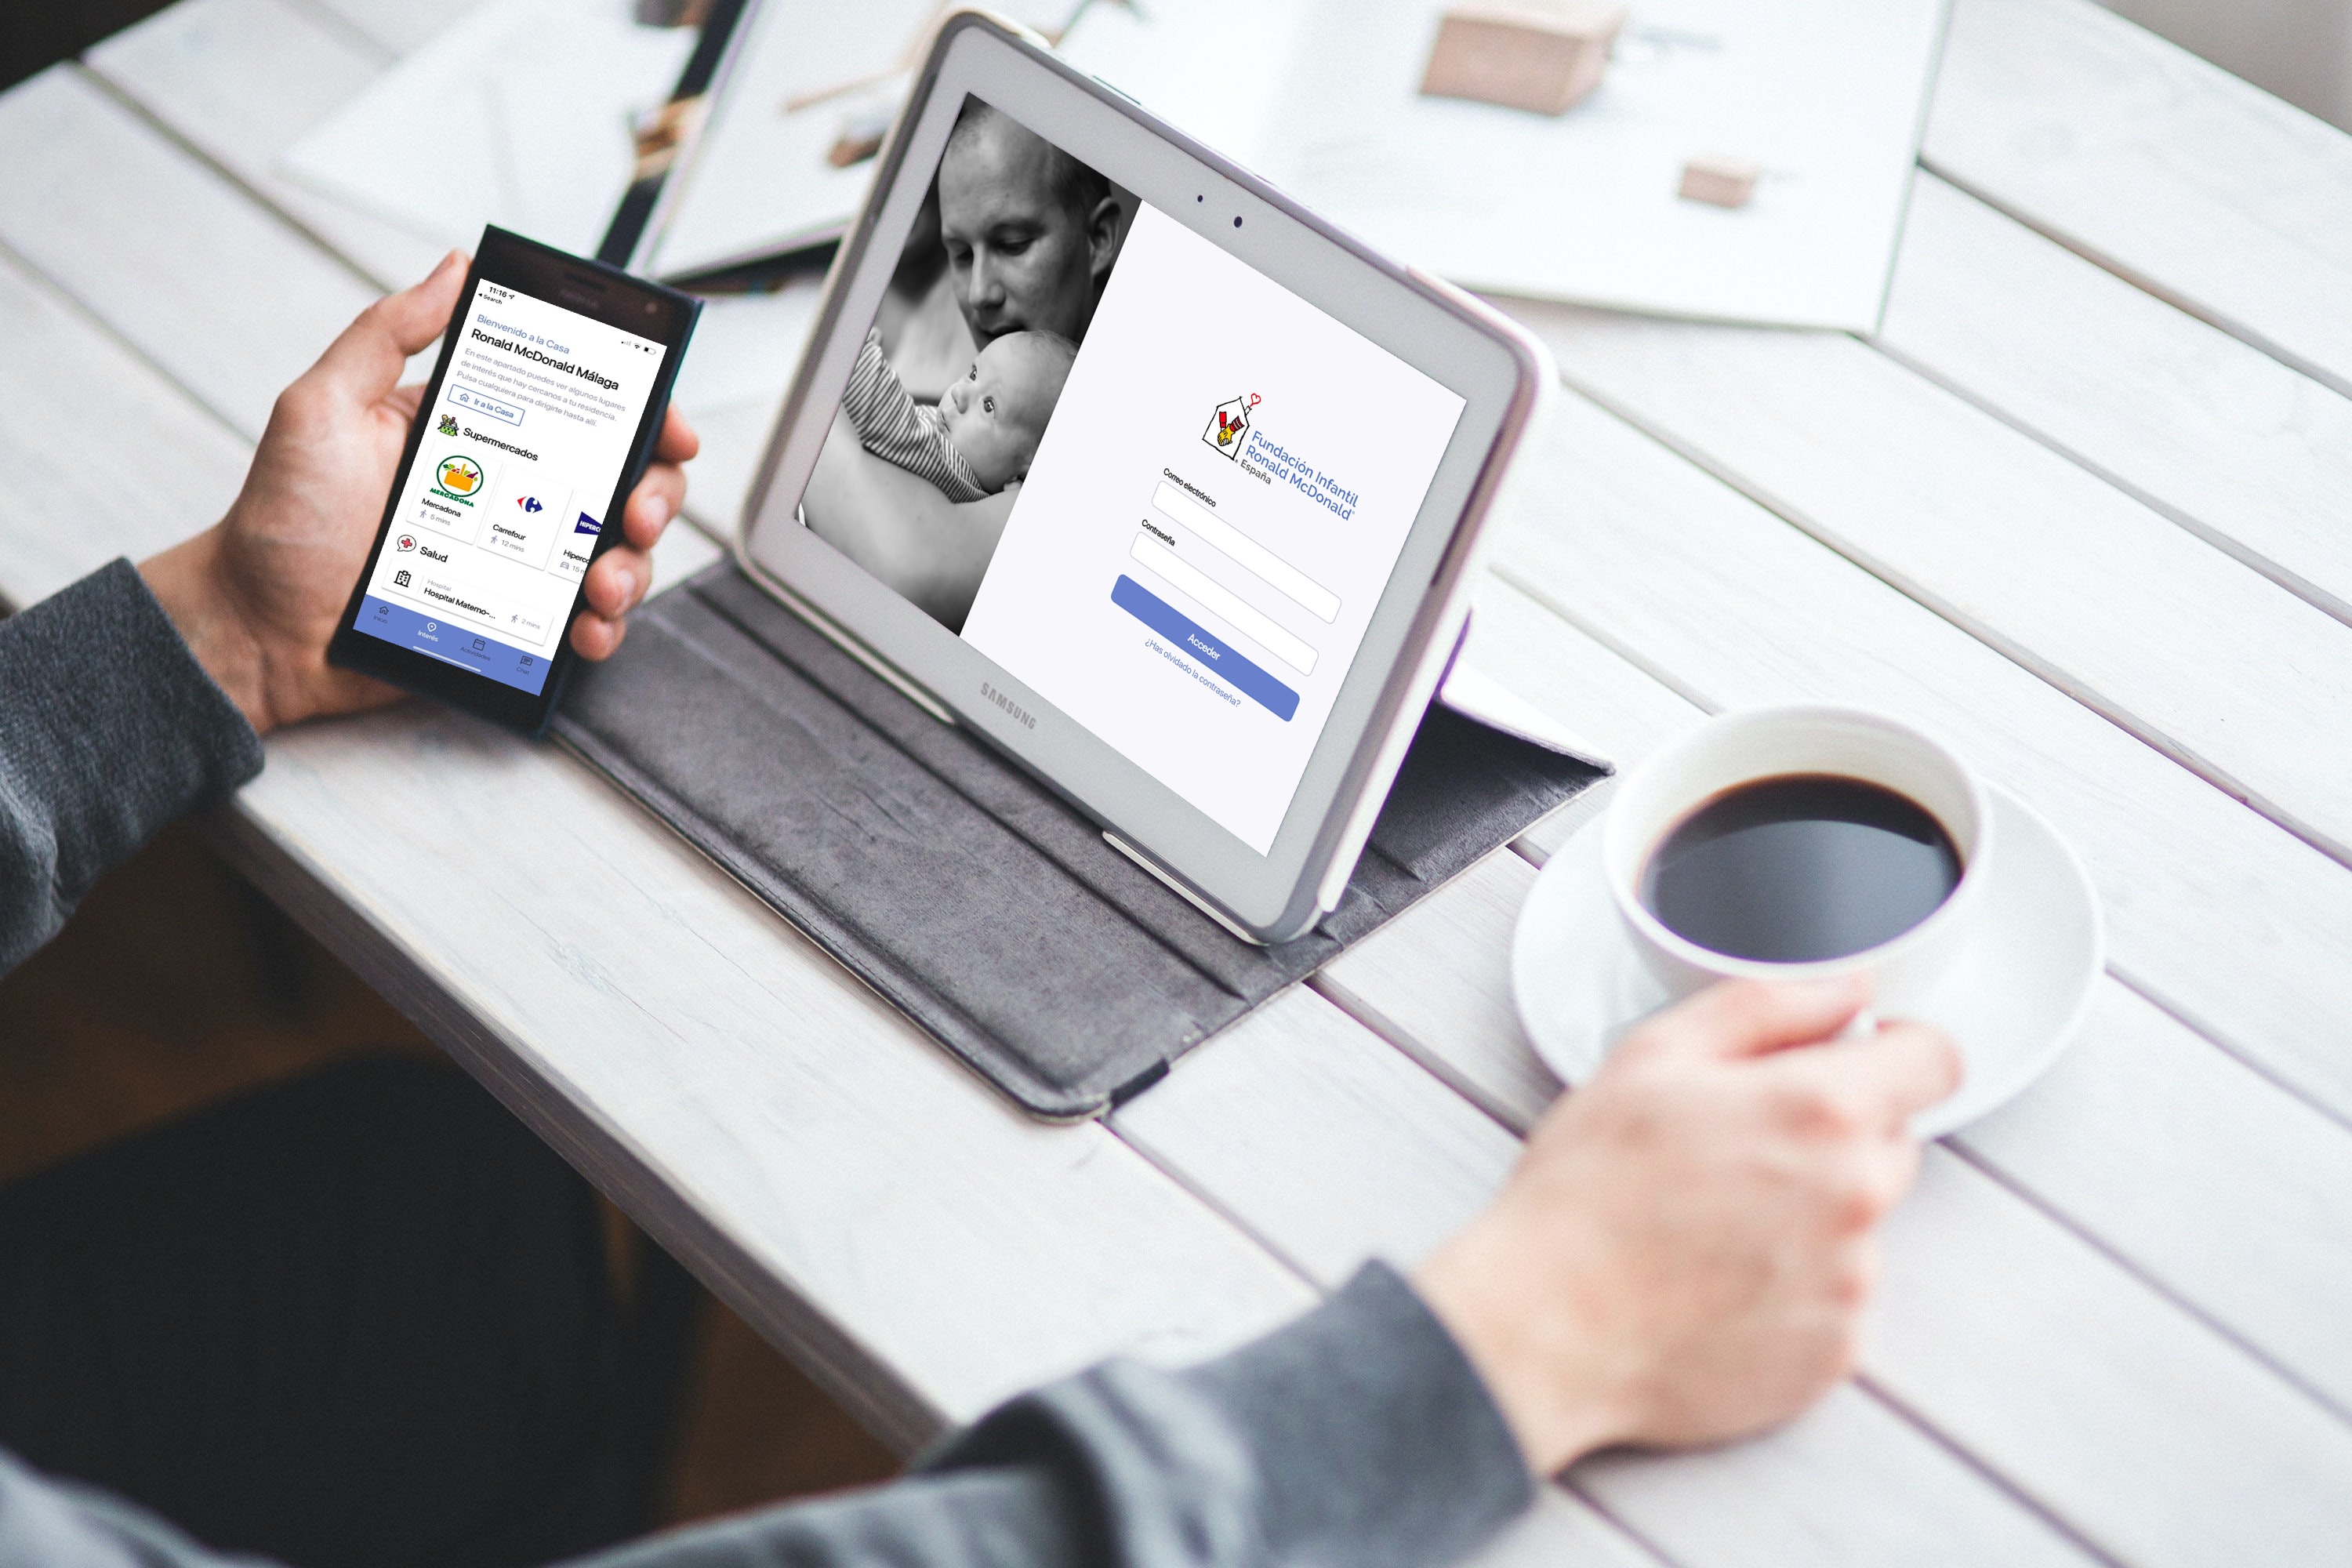 11:16
◀ Search
Bienvenido a la Casa
Ronald McDonald Málaga
En este apartado puedes ver algunos lugares
de interés que hay cercanos a tu residencia.
Pulsa cualquiera para dirigirte hasta allí.
Ir a la Casa
Supermercados
MERCADONA
HIPERC
Mercadona
5 mins
Carrefour
12 mins
Hiperco
15 m
Salud
Hospital
Hospital Materno-...
2 mins
Inicio
Interés
Actividades
Chat
Fundación Infantil
Ronald McDonald®
España
Correo electrónico
Contraseña
Acceder
¿Has olvidado la contraseña?
SAMSUNG